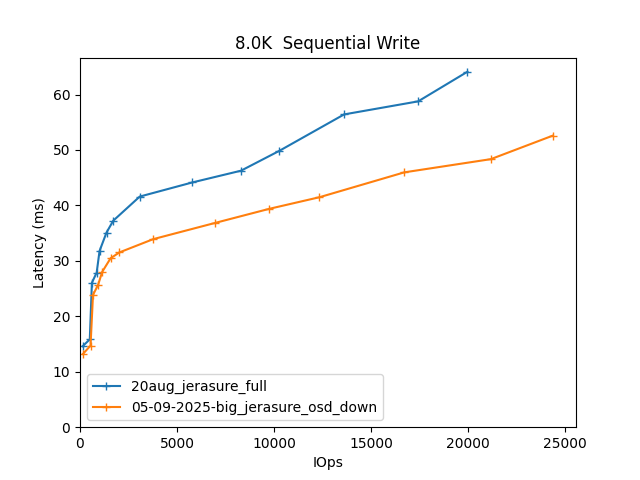 8.0K  Sequential Write
Latency (ms)
60
50
40
30
20
10
0
20aug_jerasure_full
05-09-2025-big_jerasure_osd_down
0 5000 10000 15000 20000 25000
IOps